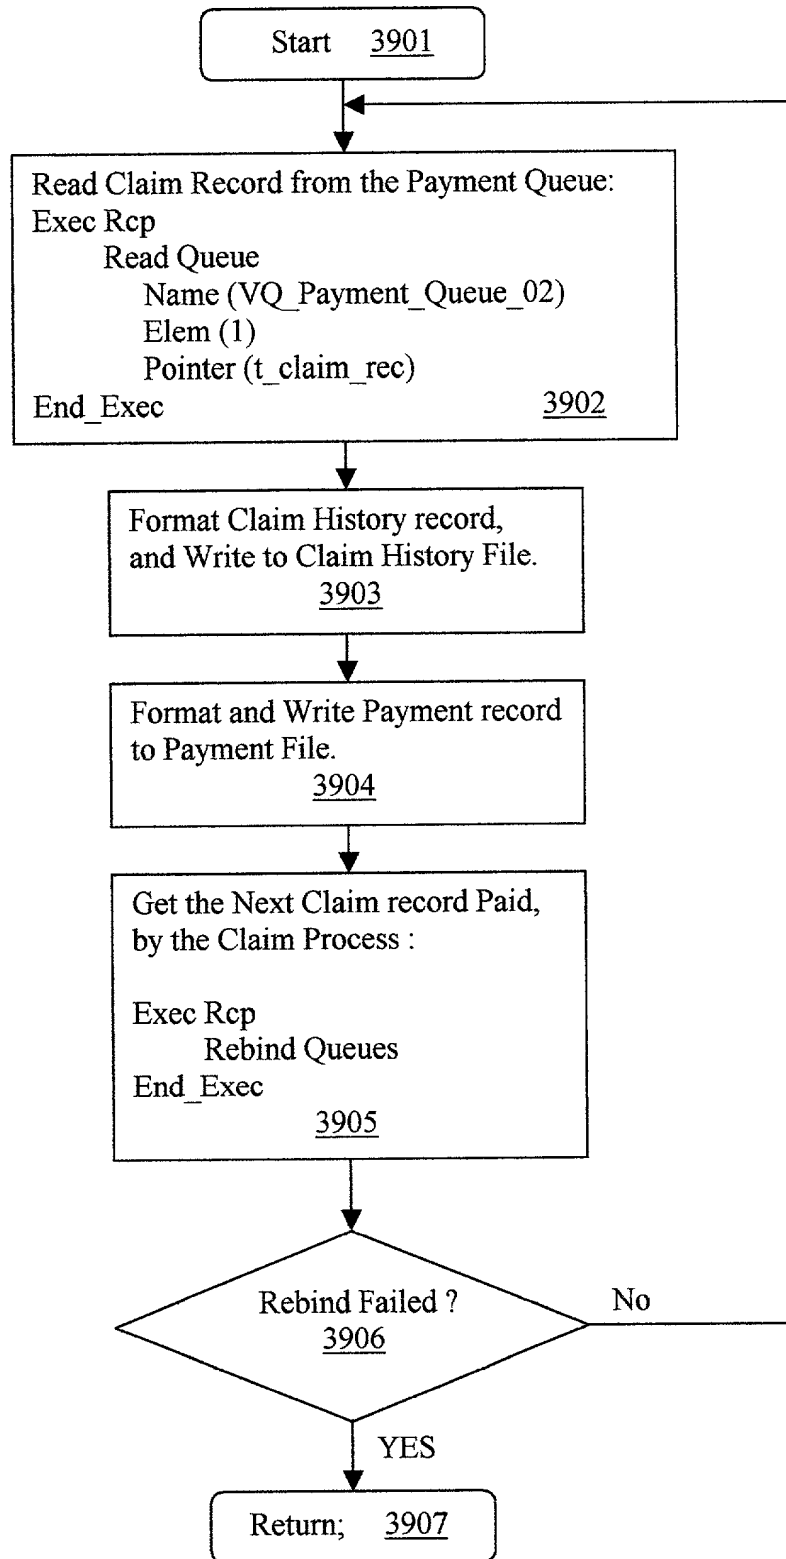 Start 3901
Read Claim Record from the Payment Queue:
Exec Rcp
Read Queue
Name (VQ_Payment_Queue_02)
Elem (1)
Pointer (t_claim_rec)
End_Exec 3902
Format Claim History record,
and Write to Claim History File.
3903
Format and Write Payment record
to Payment File.
3904
Get the Next Claim record Paid,
by the Claim Process :
Exec Rcp
Rebind Queues
End_Exec
3905
Rebind Failed ?
3906
No
YES
Return; 3907